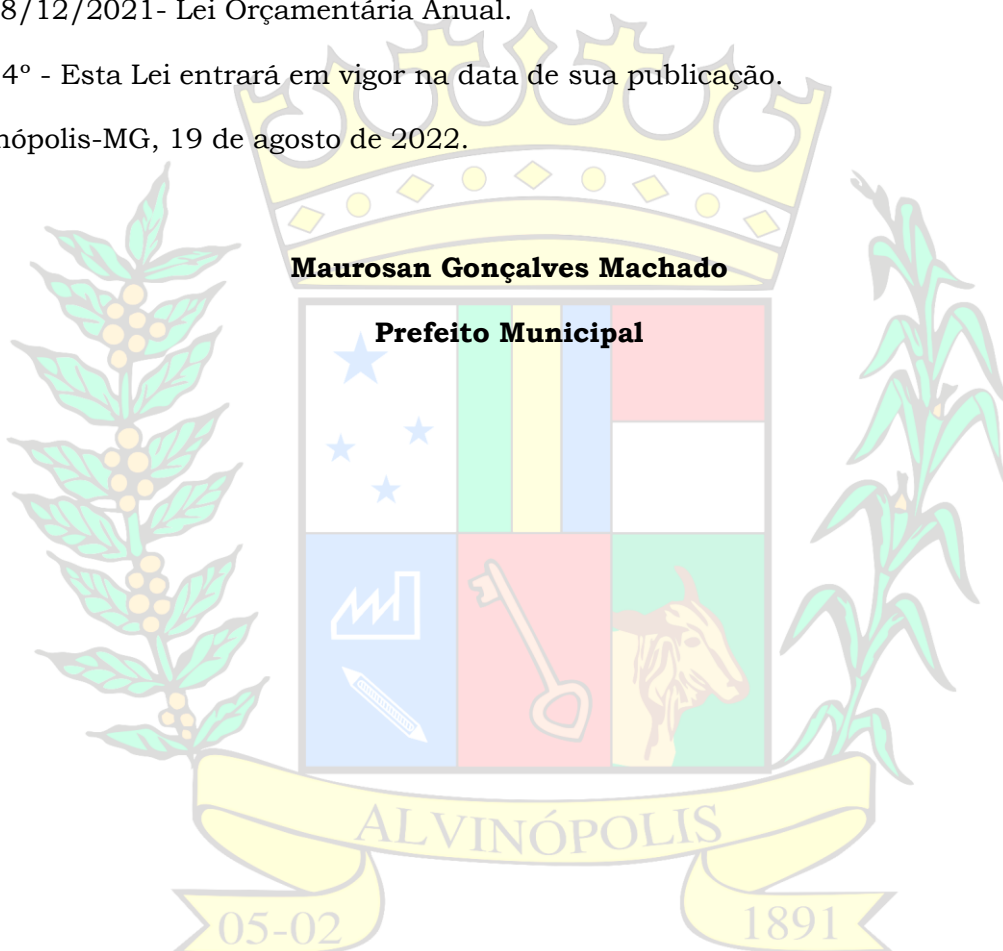 8/12/2021- Lei Orçamentária Anual.
4º - Esta Lei entrará em vigor na data de sua publicação.
nópolis-MG, 19 de agosto de 2022.
Maurosan Gonçalves Machado
Prefeito Municipal
ALVINÓPOLIS
05-02
1891